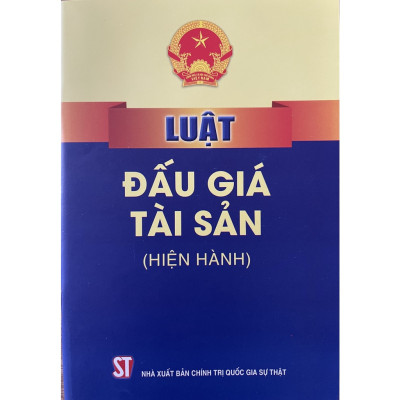 LUẬT
ĐẤU GIÁ
TÀI SẢN
(HIỆN HÀNH)
ST
NHÀ XUẤT BẢN CHÍNH TRỊ QUỐC GIA SỰ THẬT